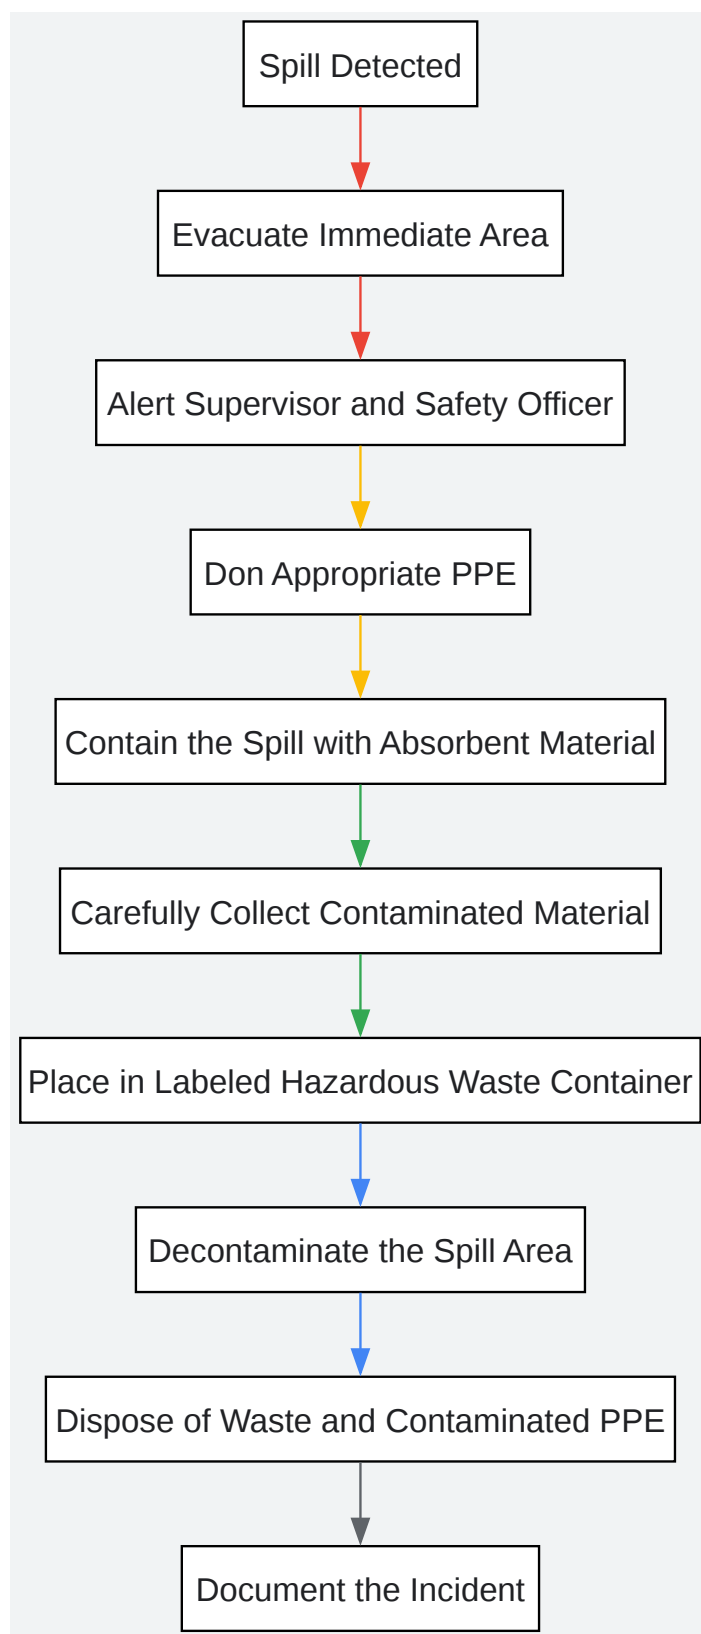 Spill Detected
Evacuate Immediate Area
Alert Supervisor and Safety Officer
Don Appropriate PPE
Contain the Spill with Absorbent Material
Carefully Collect Contaminated Material
Place in Labeled Hazardous Waste Container
Decontaminate the Spill Area
Dispose of Waste and Contaminated PPE
Document the Incident